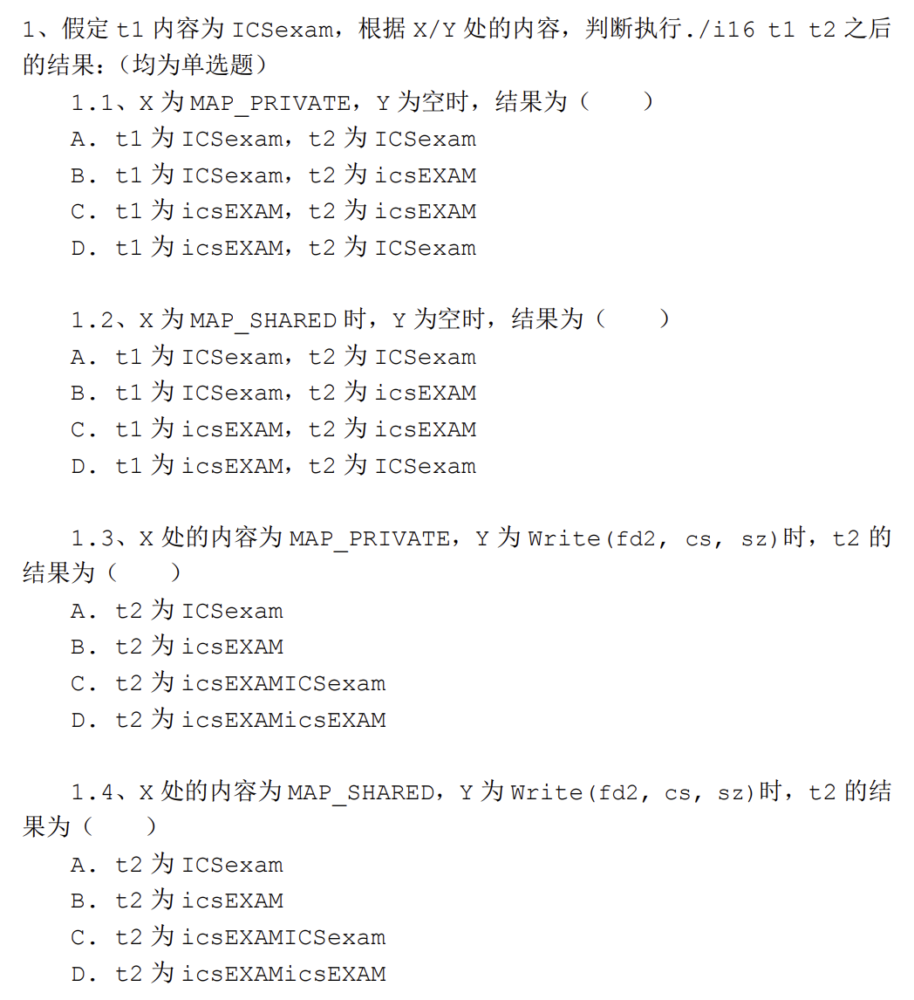 1、假定 t1 内容为 ICSexam，根据 X/Y 处的内容，判断执行./i16 t1 t2 之后
的结果：（均为单选题）
1.1、X 为 MAP_PRIVATE，Y 为空时，结果为（　　）
A. t1 为 ICSexam，t2 为 ICSexam
B. t1 为 ICSexam，t2 为 icsEXAM
C. t1 为 icsEXAM，t2 为 icsEXAM
D. t1 为 icsEXAM，t2 为 ICSexam
1.2、X 为 MAP_SHARED 时，Y 为空时，结果为（　　）
A. t1 为 ICSexam，t2 为 ICSexam
B. t1 为 ICSexam，t2 为 icsEXAM
C. t1 为 icsEXAM，t2 为 icsEXAM
D. t1 为 icsEXAM，t2 为 ICSexam
1.3、X 处的内容为 MAP_PRIVATE，Y 为 Write(fd2, cs, sz)时，t2 的
结果为（　　）
A. t2 为 ICSexam
B. t2 为 icsEXAM
C. t2 为 icsEXAMICSexam
D. t2 为 icsEXAMicsEXAM
1.4、X 处的内容为 MAP_SHARED，Y 为 Write(fd2, cs, sz)时，t2 的结
果为（　　）
A. t2 为 ICSexam
B. t2 为 icsEXAM
C. t2 为 icsEXAMICSexam
D. t2 为 icsEXAMicsEXAM